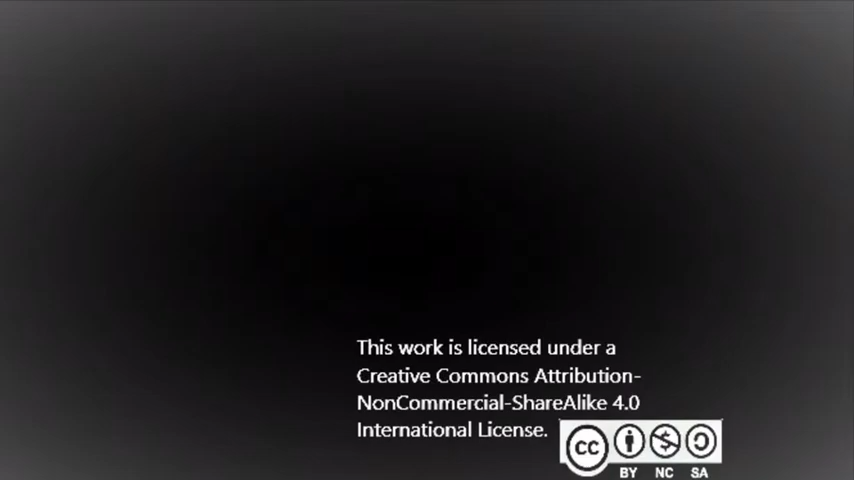 This work is licensed under a
Creative Commons Attribution-
NonCommercial-ShareAlike 4.0
International License.
cc
BY NC SA